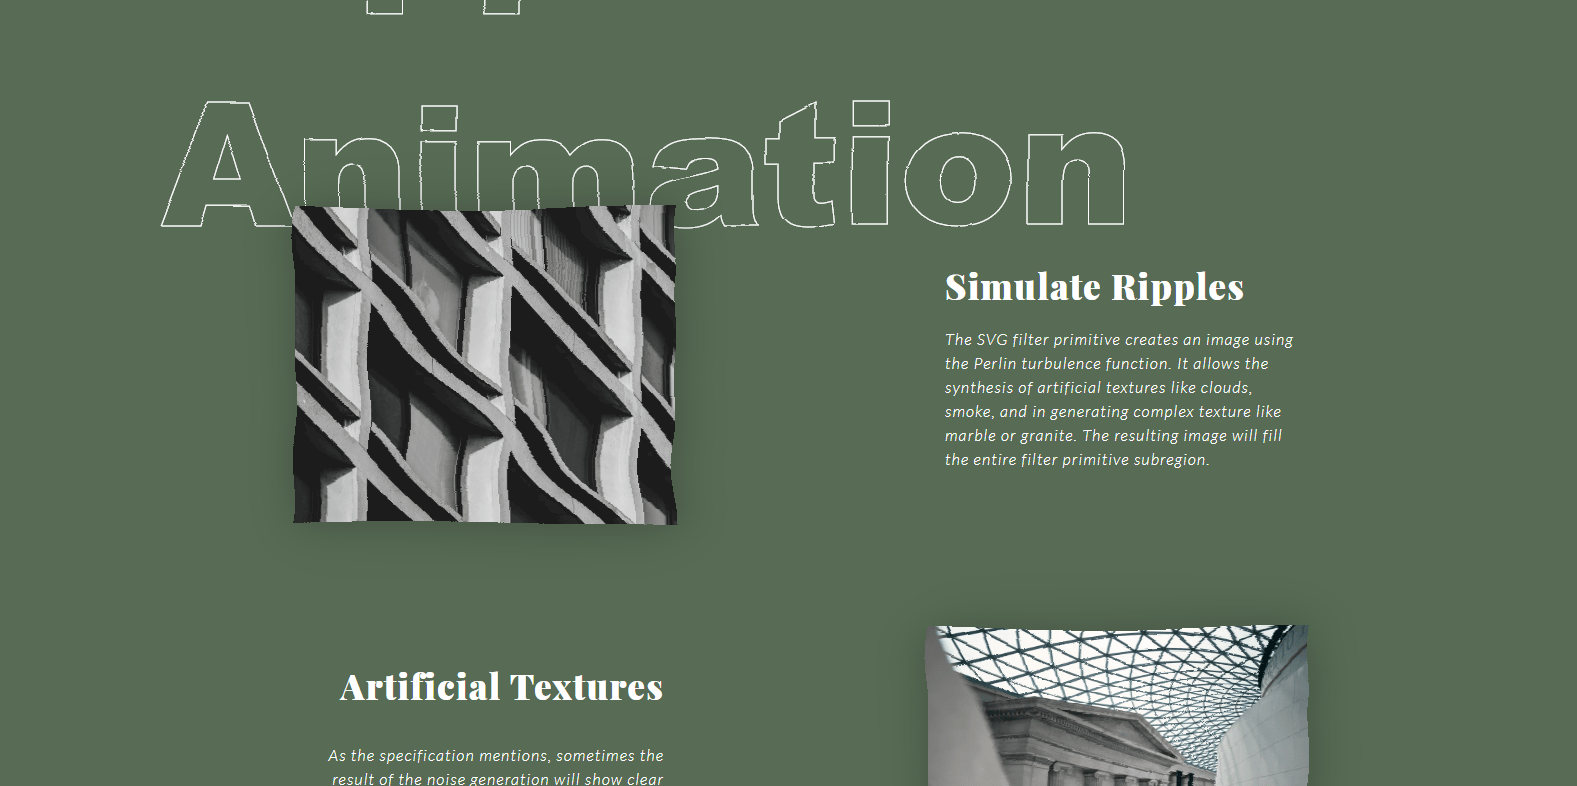 Animation
Simulate Ripples
The SVG filter primitive creates an image using
the Perlin turbulence function. It allows the
synthesis of artificial textures like clouds,
smoke, and in generating complex texture like
marble or granite. The resulting image will fill
the entire filter primitive subregion.
Artificial Textures
As the specification mentions, sometimes the
result of the noise generation will show clear